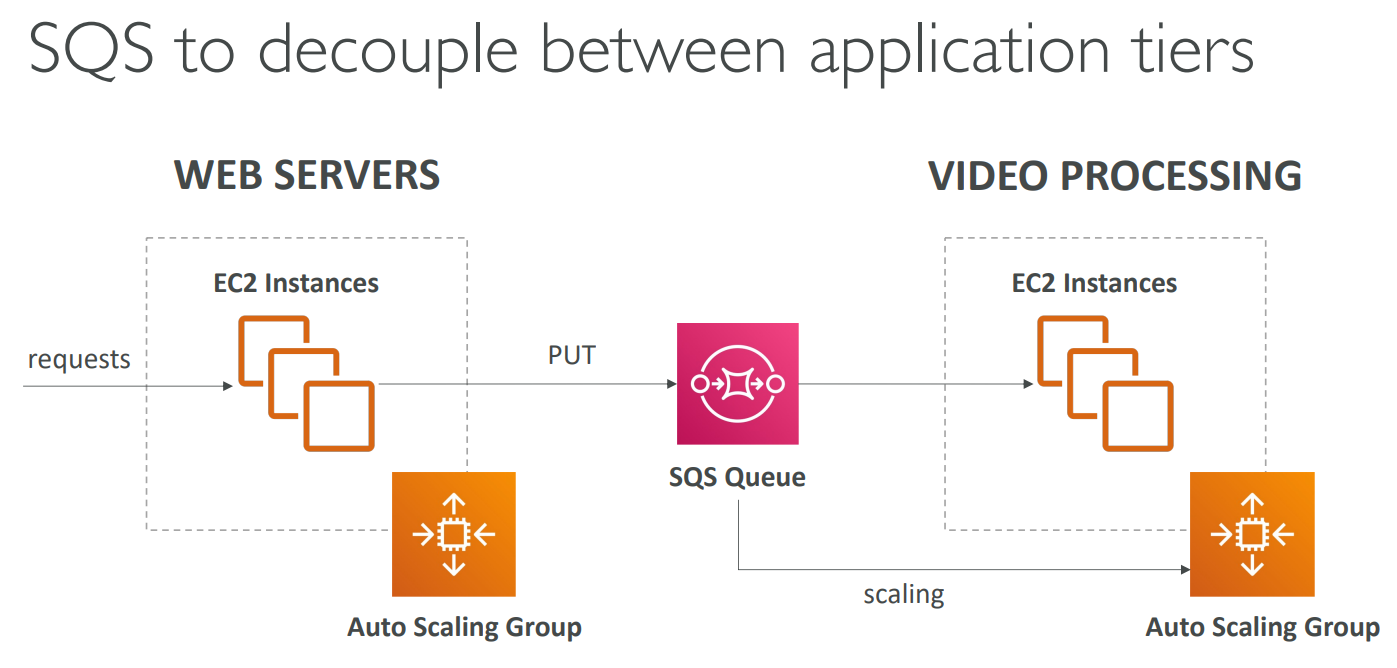 SQS to decouple between application tiers
WEB SERVERS
VIDEO PROCESSING
EC2 Instances
EC2 Instances
requests
PUT
SQS Queue
scaling
Auto Scaling Group
Auto Scaling Group